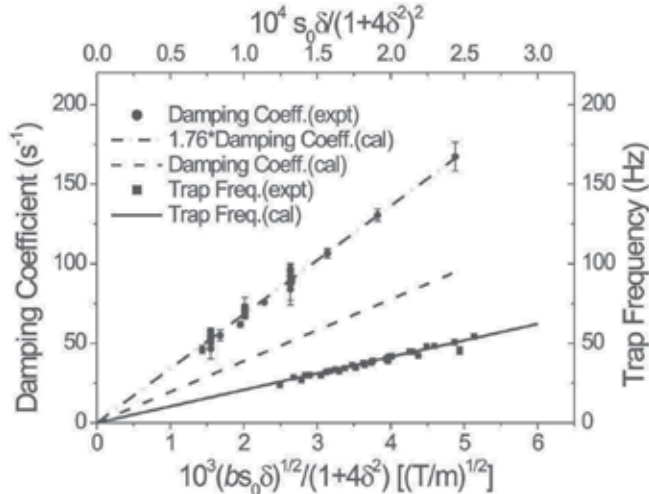 10⁴ s₀δ/(1+4δ²)²
0.0 0.5 1.0 1.5 2.0 2.5 3.0
200 200
Damping Coeff.(expt)
1.76*Damping Coeff.(cal)
Damping Coeff.(cal)
Trap Freq.(expt)
Trap Freq.(cal)
150 150
100 100
50 50
0 0
Damping Coefficient (s⁻¹)
Trap Frequency (Hz)
0 1 2 3 4 5 6
10³(bs₀δ)¹/²/(1+4δ²) [(T/m)¹/²]